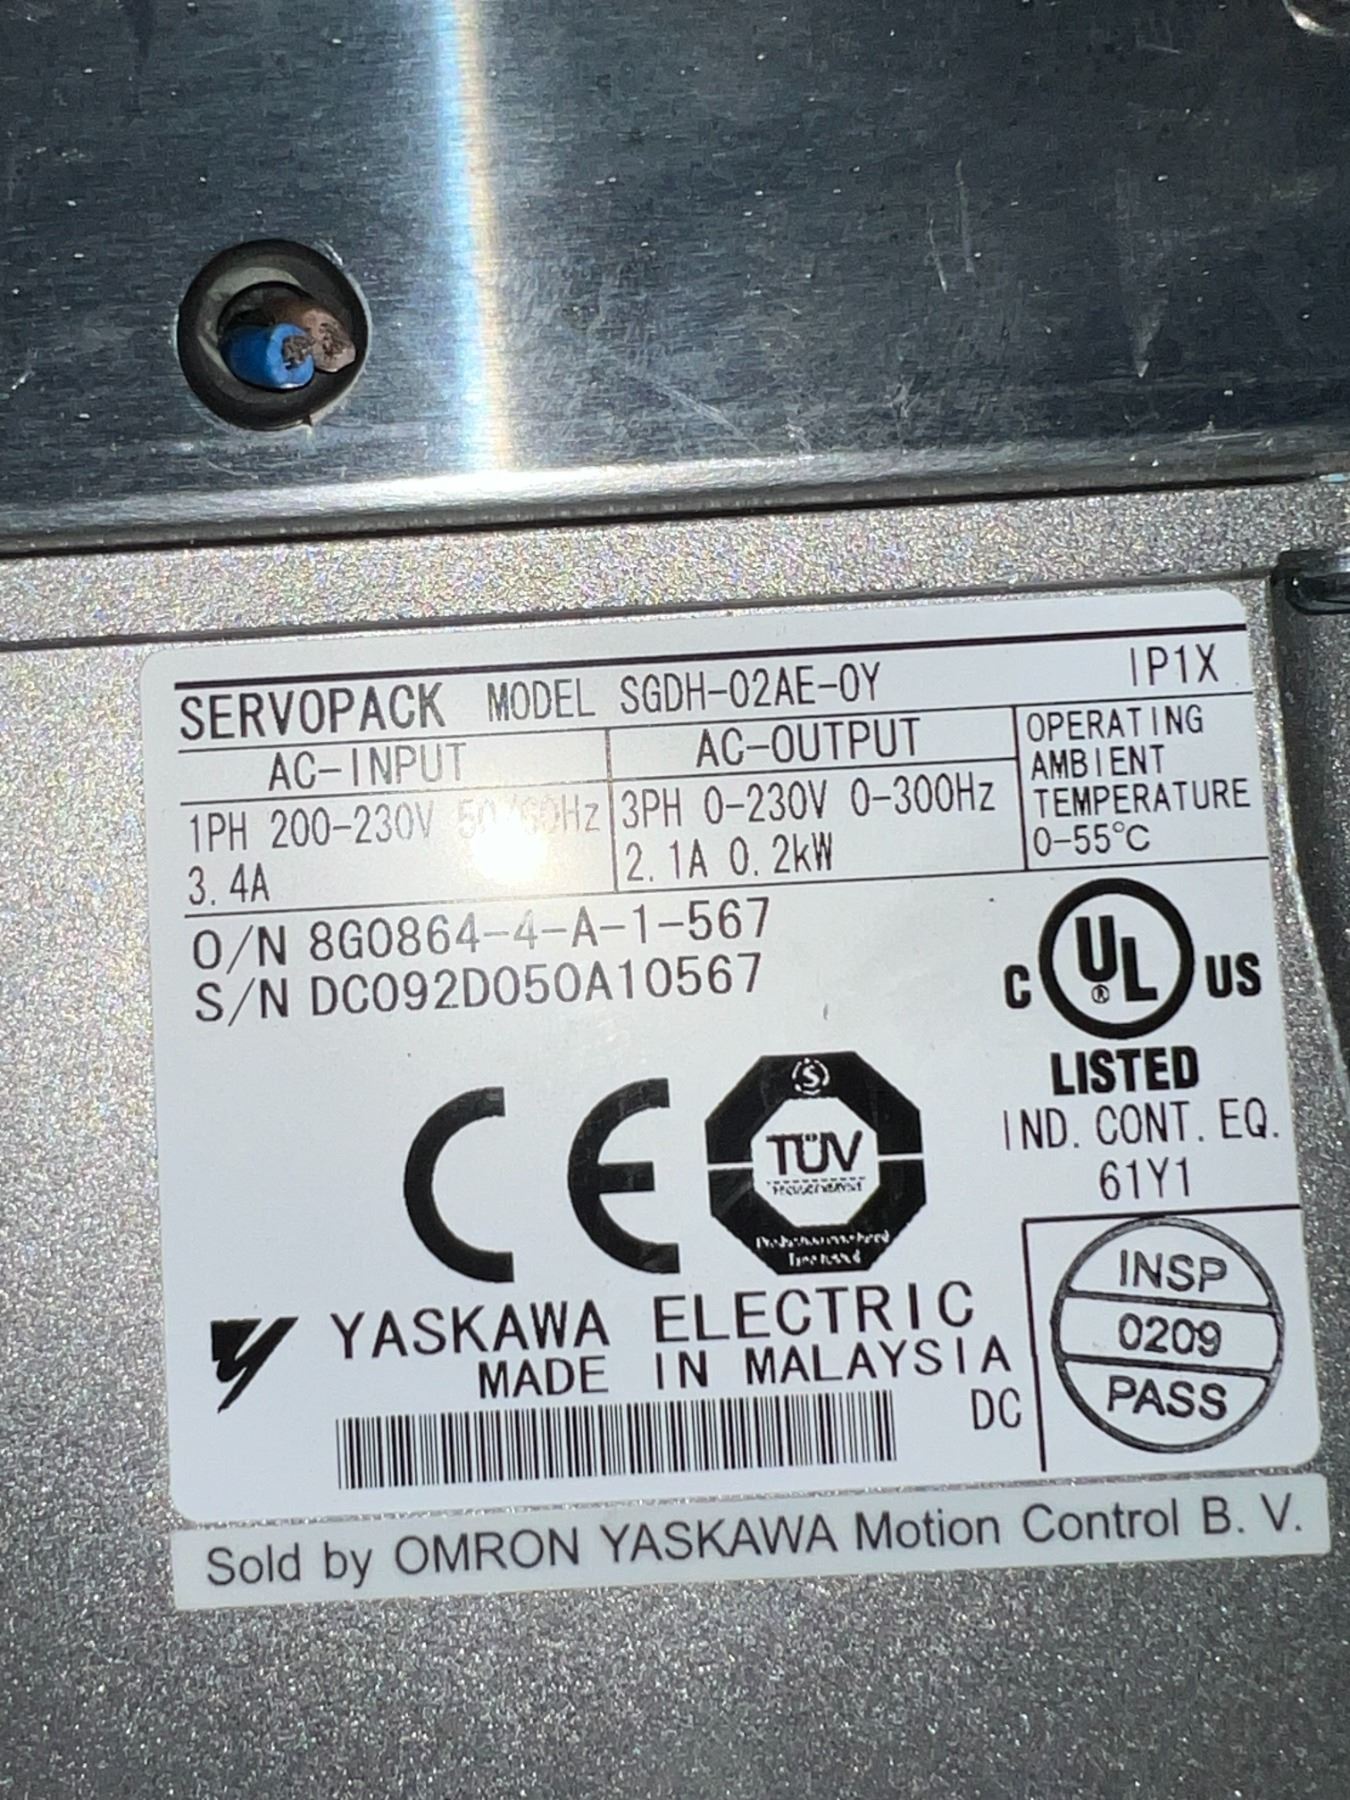 SERVOPACK MODEL SGDH-02AE-OY IP1X
AC-INPUT
1PH 200-230V 50/60Hz
3.4A
AC-OUTPUT
3PH 0-230V 0-300Hz
2.1A 0.2kW
OPERATING
AMBIENT
TEMPERATURE
0-55°C
O/N 8G0864-4-A-1-567
S/N DC092D050A10567
C UL® US
LISTED
IND. CONT. EQ.
61Y1
CE
S
TÜV
YASKAWA ELECTRIC
MADE IN MALAYSIA
DC
INSP
0209
PASS
Sold by OMRON YASKAWA Motion Control B. V.